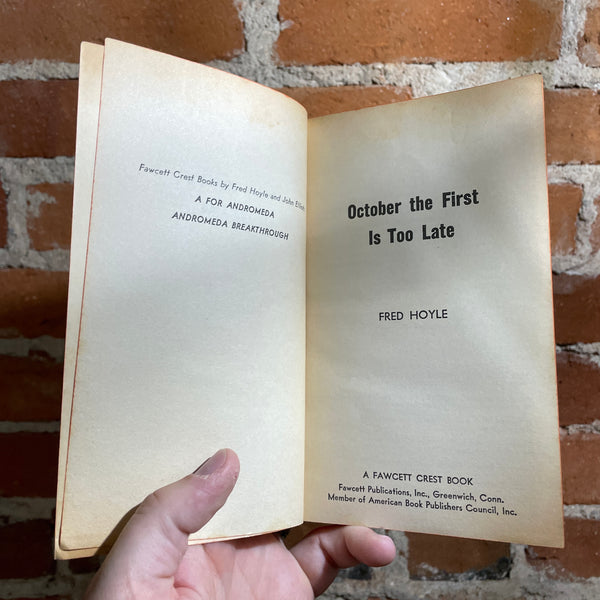 Fawcett Crest Books by Fred Hoyle and John
A FOR ANDROMEDA
ANDROMEDA BREAKTHROUGH
October the First
Is Too Late
FRED HOYLE
A FAWCETT CREST BOOK
Fawcett Publications, Inc., Greenwich, Conn.
Member of American Book Publishers Council, Inc.